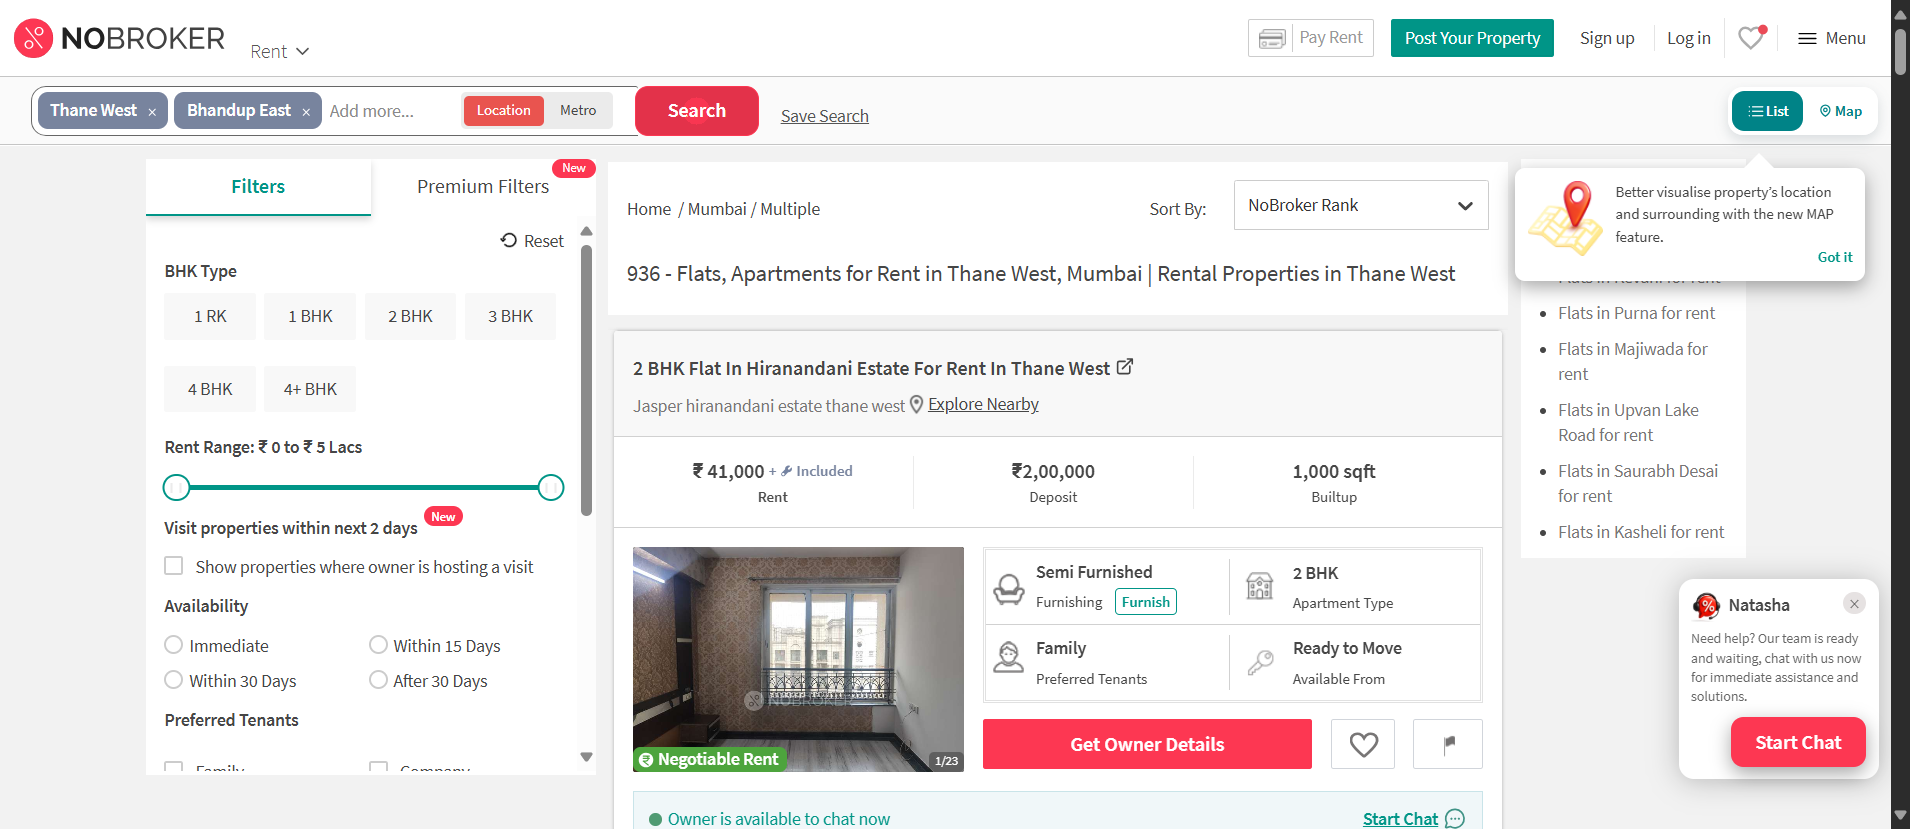 NOBROKER
Rent
Pay Rent
Post Your Property
Sign up
Log in
Menu
Thane West ×
Bhandup East ×
Add more...
Location
Metro
Search
Save Search
List
Map
Filters
Premium Filters
New
Reset
BHK Type
1 RK
1 BHK
2 BHK
3 BHK
4 BHK
4+ BHK
Rent Range: ₹ 0 to ₹ 5 Lacs
Visit properties within next 2 days
New
Show properties where owner is hosting a visit
Availability
Immediate
Within 15 Days
Within 30 Days
After 30 Days
Preferred Tenants
Family
Company
Home / Mumbai / Multiple
Sort By:
NoBroker Rank
936 - Flats, Apartments for Rent in Thane West, Mumbai | Rental Properties in Thane West
2 BHK Flat In Hiranandani Estate For Rent In Thane West
Jasper hiranandani estate thane west
Explore Nearby
₹ 41,000 + Included
Rent
₹2,00,000
Deposit
1,000 sqft
Builtup
NOBROKER
₹ Negotiable Rent
1/23
Semi Furnished
Furnishing
Furnish
2 BHK
Apartment Type
Family
Preferred Tenants
Ready to Move
Available From
Get Owner Details
Owner is available to chat now
Start Chat
Better visualise property's location
and surrounding with the new MAP
feature.
Got it
Flats in Purna for rent
Flats in Majiwada for
rent
Flats in Upvan Lake
Road for rent
Flats in Saurabh Desai
for rent
Flats in Kasheli for rent
Natasha
Need help? Our team is ready
and waiting, chat with us now
for immediate assistance and
solutions.
Start Chat